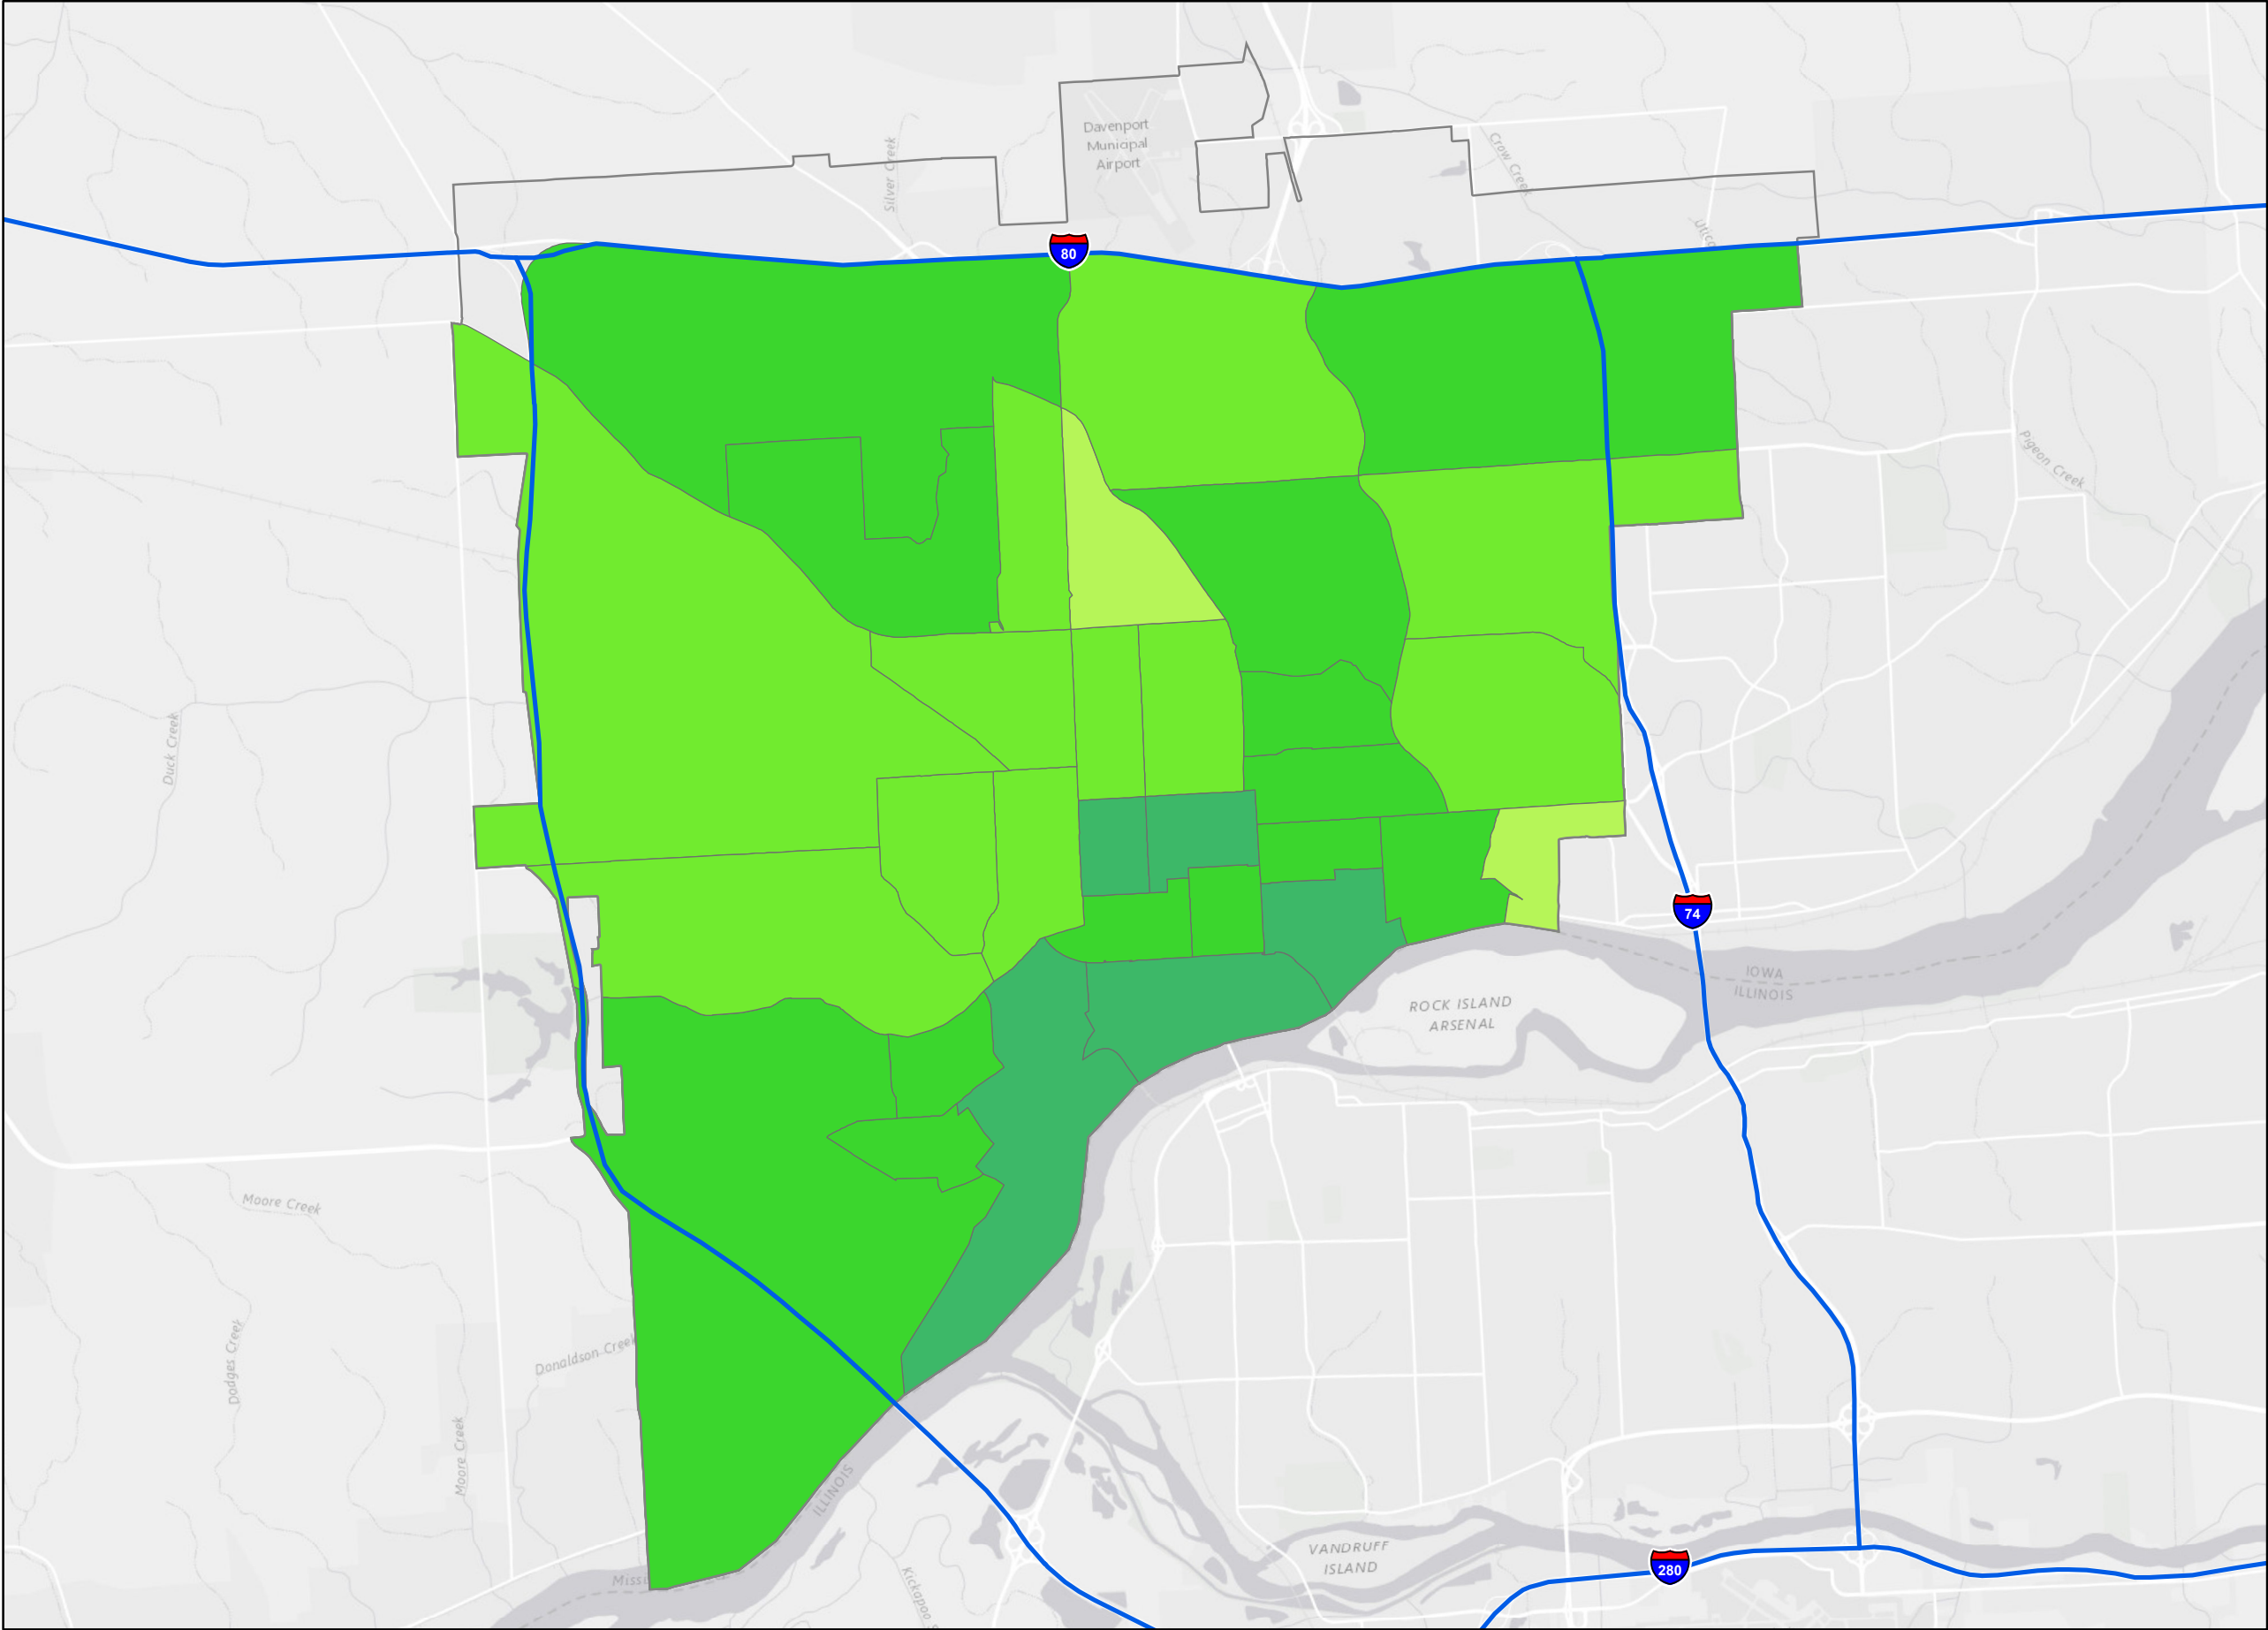 Davenport
Municipal
Airport
Silver Creek
Crow Creek
80
Pigeon Creek
Duck Creek
74
IOWA
ILLINOIS
ROCK ISLAND
ARSENAL
Moore Creek
Donaldson Creek
Dodges Creek
Moore Creek
ILLINOIS
VANDRUFF
ISLAND
280
Kickapoo